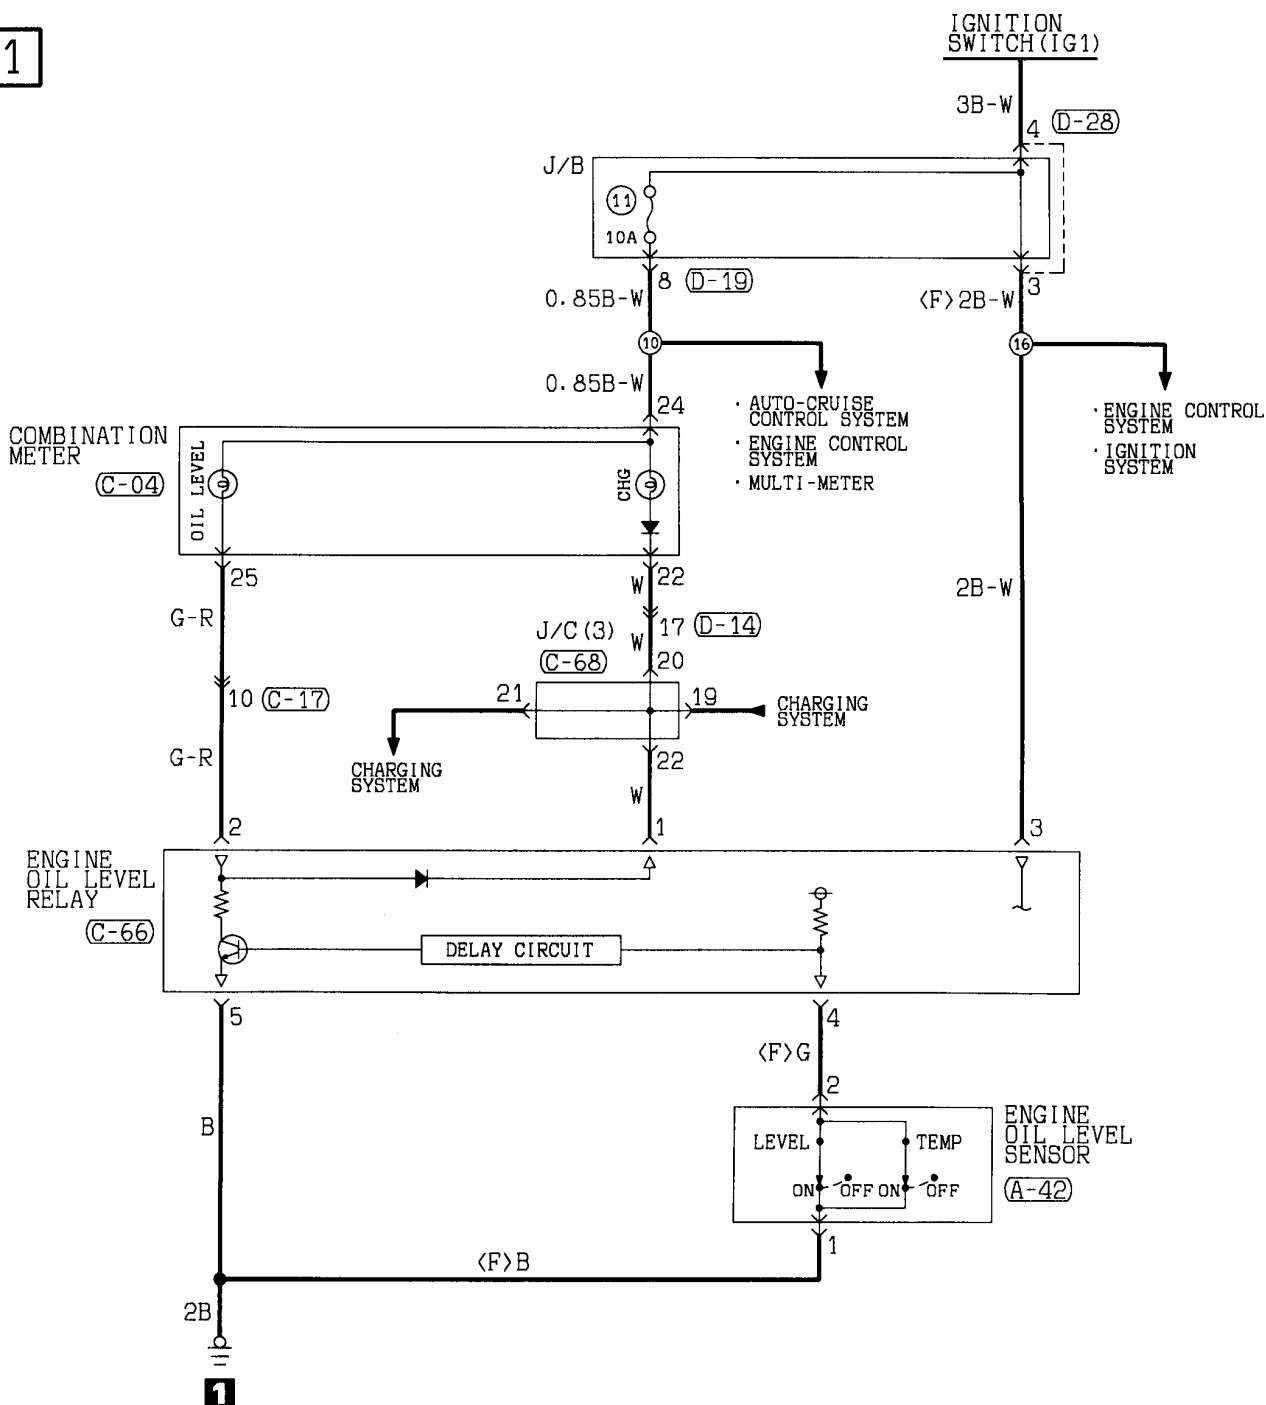 IGNITION
SWITCH(IG1)
1
3B-W
4
D-28
J/B
11
10A
8
D-19
3
0.85B-W
<F>2B-W
10
16
0.85B-W
24
· AUTO-CRUISE
CONTROL SYSTEM
· ENGINE CONTROL
SYSTEM
· MULTI-METER
· ENGINE CONTROL
SYSTEM
· IGNITION
SYSTEM
COMBINATION
METER
C-04
OIL LEVEL
CHG
25
W
22
2B-W
G-R
17
D-14
J/C(3)
W
C-68
20
10
C-17
21
19
CHARGING
SYSTEM
G-R
CHARGING
SYSTEM
22
W
2
1
3
ENGINE
OIL LEVEL
RELAY
C-66
DELAY CIRCUIT
5
4
<F>G
2
B
LEVEL
TEMP
ON
OFF
ON
OFF
ENGINE
OIL LEVEL
SENSOR
A-42
1
<F>B
2B
1